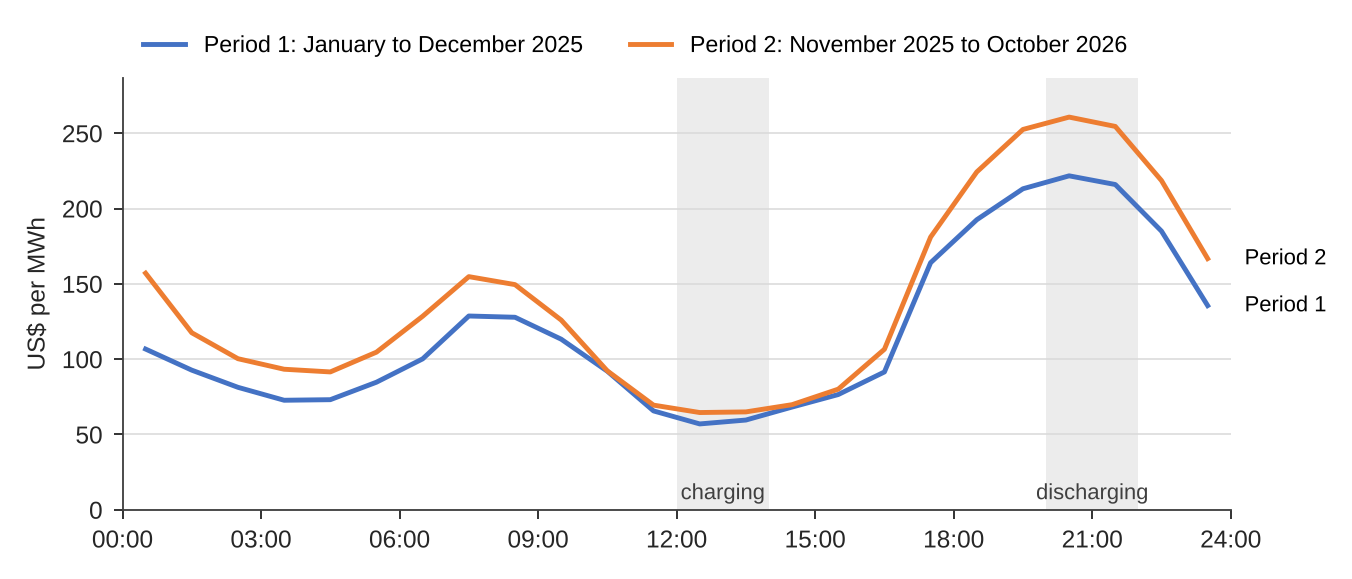 Period 1: January to December 2025
Period 2: November 2025 to October 2026
US$ per MWh
250
200
150
100
50
0
Period 2
Period 1
charging
discharging
00:00
03:00
06:00
09:00
12:00
15:00
18:00
21:00
24:00